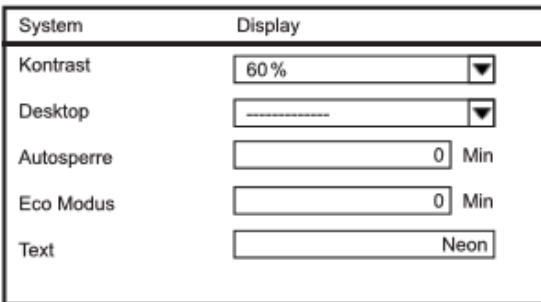 System Display
Kontrast 60 %
Desktop -------------
Autosperre 0 Min
Eco Modus 0 Min
Text Neon